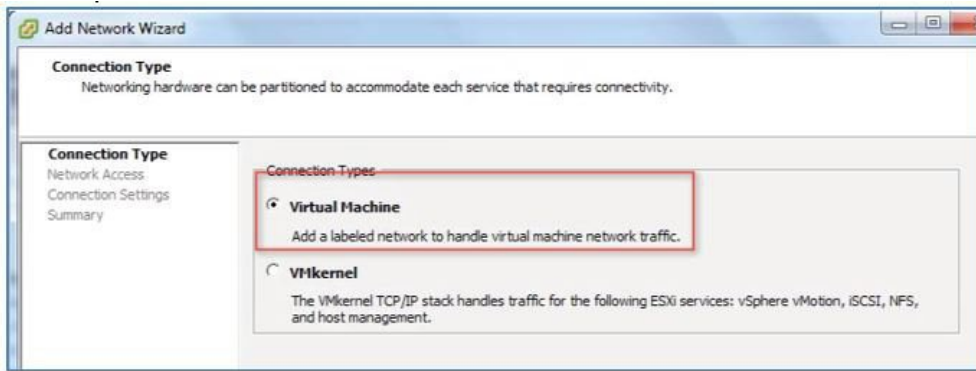 Add Network Wizard
Connection Type
Networking hardware can be partitioned to accommodate each service that requires connectivity.
Connection Type
Network Access
Connection Settings
Summary
Connection Types
Virtual Machine
Add a labeled network to handle virtual machine network traffic.
VMkernel
The VMkernel TCP/IP stack handles traffic for the following ESXi services: vSphere vMotion, iSCSI, NFS,
and host management.